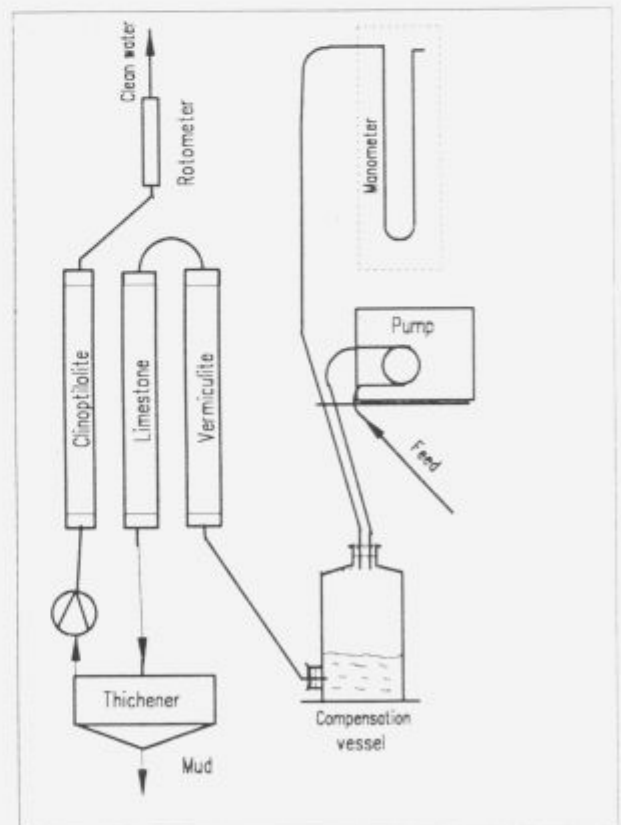 Clean water
Rotometer
Manometer
Pump
Feed
Clinoptilolite
Limestone
Vermiculite
Thichener
Mud
Compensation
vessel